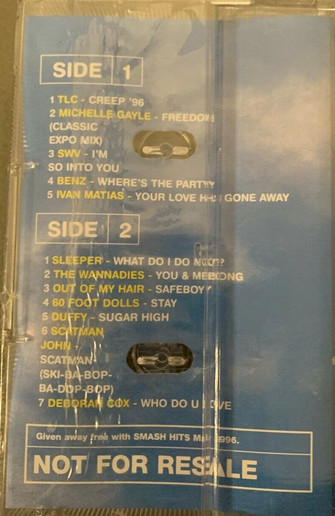 SIDE 1
1 TLC - CREEP '96
2 MICHELLE GAYLE - FREEDOM
(CLASSIC
EXPO MIX)
3 SWV - I'M
SO INTO YOU
4 BENZ - WHERE'S THE PARTY
5 IVAN MATIAS - YOUR LOVE HAS GONE AWAY
SIDE 2
1 SLEEPER - WHAT DO I DO NOW?
2 THE WANNADIES - YOU & ME SONG
3 OUT OF MY HAIR - SAFEBOY
4 60 FOOT DOLLS - STAY
5 DUFFY - SUGAR HIGH
6 SCATMAN
JOHN -
SCATMAN
(SKI-BA-BOP-
BA-DOP-BOP)
7 DEBORAH COX - WHO DO U LOVE
Given away free with SMASH HITS 1996.
NOT FOR RESALE